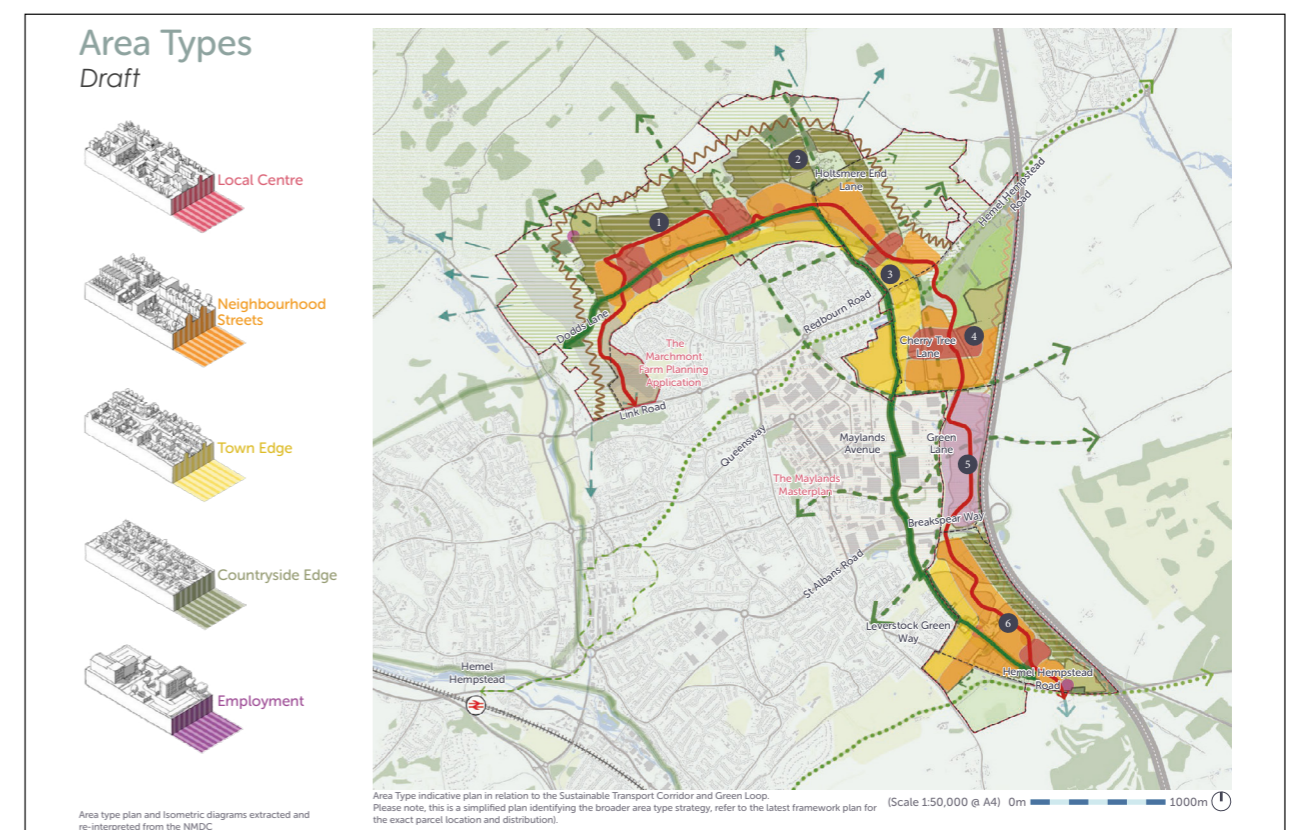 Area Types
Draft
Local Centre
Neighbourhood
Streets
Town Edge
Countryside Edge
Employment
Area type plan and Isometric diagrams extracted and
re-interpreted from the NMDC
2
Holtsmere End
Lane
Hemel Hempstead
Road
1
3
Redbourn Road
Dodds Lane
The
Marchmont
Farm Planning
Application
Cherry Tree
Lane
4
Link Road
Queensway
Maylands
Avenue
Green
Lane
5
The Maylands
Masterplan
Breakspear Way
St Albans Road
6
Leverstock Green
Way
Hemel
Hempstead
Hemel Hempstead
Road
Area Type indicative plan in relation to the Sustainable Transport Corridor and Green Loop.
Please note, this is a simplified plan identifying the broader area type strategy, refer to the latest framework plan for
the exact parcel location and distribution).
(Scale 1:50,000 @ A4) 0m 1000m